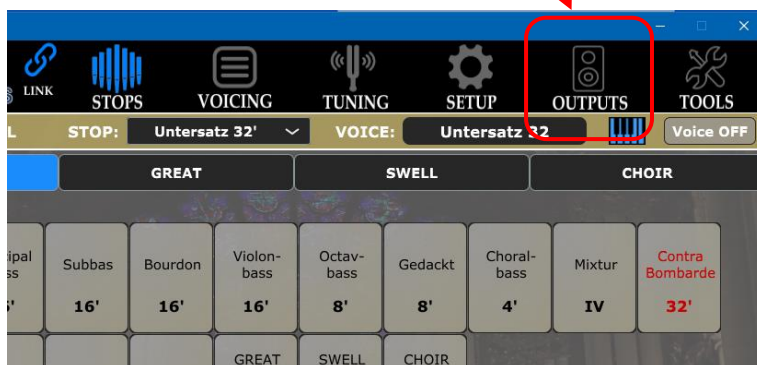 LINK STOPS VOICING TUNING SETUP OUTPUTS TOOLS
STOP: Untersatz 32' VOICE: Untersatz 32 Voice OFF
GREAT SWELL CHOIR
Subbas Bourdon Violon- Octav- Gedackt Choral- Mixtur Contra
bass bass bass Bombarde
16' 16' 16' 8' 8' 4' IV 32'
GREAT SWELL CHOIR